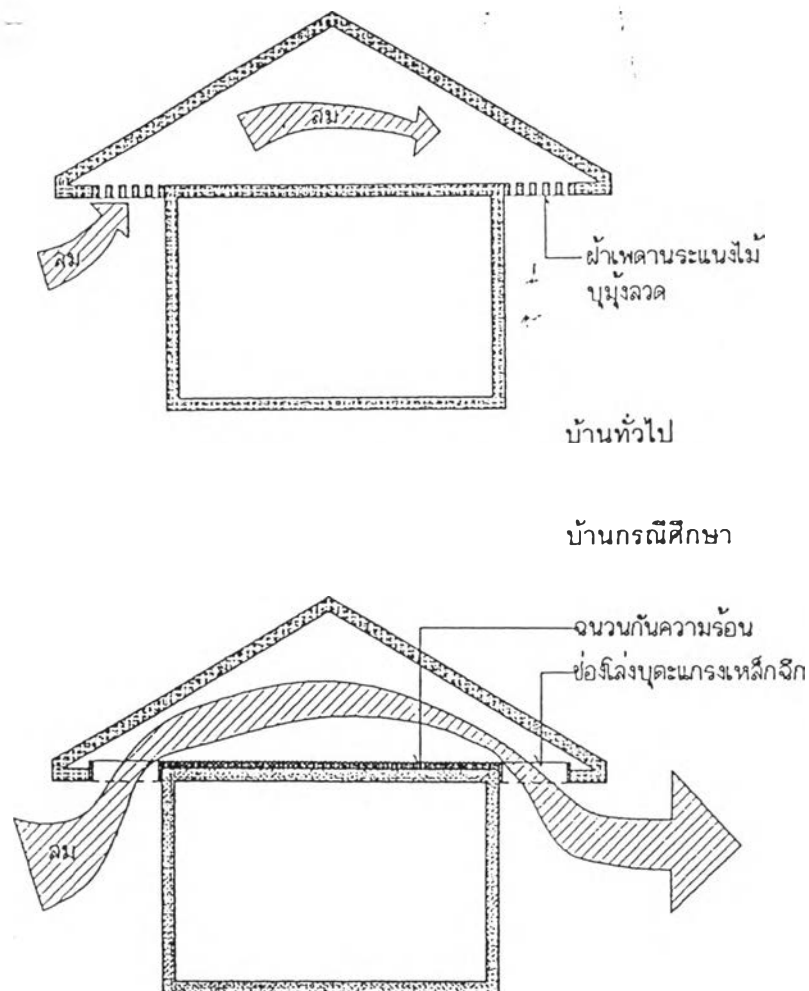 ลม
ลม
ฝ้าเพดานระแนงไม้
บุมุ้งลวด
บ้านทั่วไป
บ้านกรณีศึกษา
ฉนวนกันความร้อน
ช่องโล่งบุตะแกรงเหล็กฉีก
ลม